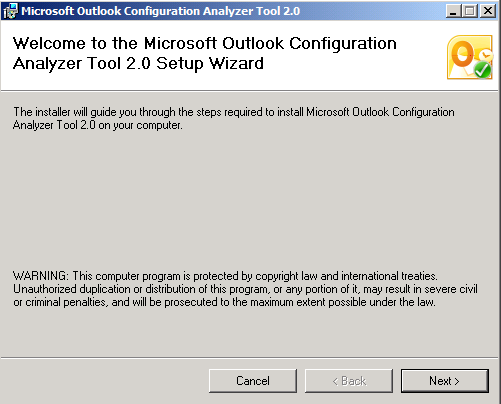 Microsoft Outlook Configuration Analyzer Tool 2.0
Welcome to the Microsoft Outlook Configuration
Analyzer Tool 2.0 Setup Wizard
The installer will guide you through the steps required to install Microsoft Outlook Configuration
Analyzer Tool 2.0 on your computer.
WARNING: This computer program is protected by copyright law and international treaties.
Unauthorized duplication or distribution of this program, or any portion of it, may result in severe civil
or criminal penalties, and will be prosecuted to the maximum extent possible under the law.
Cancel
< Back
Next >